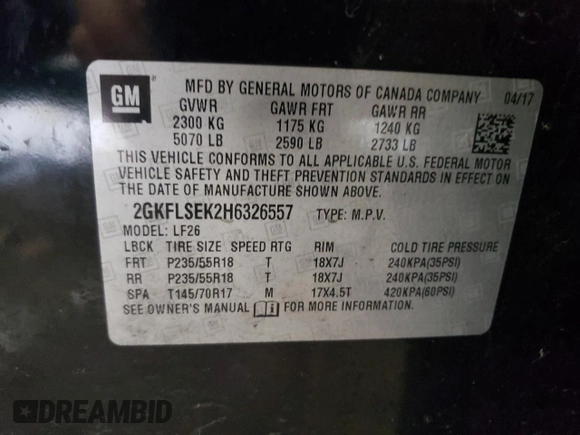 GM
MFD BY GENERAL MOTORS OF CANADA COMPANY 04/17
GVWR GAWR FRT GAWR RR
2300 KG 1175 KG 1240 KG
5070 LB 2590 LB 2733 LB
THIS VEHICLE CONFORMS TO ALL APPLICABLE U.S. FEDERAL MOTOR
VEHICLE SAFETY AND THEFT PREVENTION STANDARDS IN EFFECT ON
THE DATE OF MANUFACTURE SHOWN ABOVE.
2GKFLSEK2H6326557 TYPE: M.P.V.
MODEL: LF26
LBCK TIRE SIZE SPEED RTG RIM COLD TIRE PRESSURE
FRT P235/55R18 T 18X7J 240KPA(35PSI)
RR P235/55R18 T 18X7J 240KPA(35PSI)
SPA T145/70R17 M 17X4.5T 420KPA(60PSI)
SEE OWNER'S MANUAL FOR MORE INFORMATION.
DREAMBID